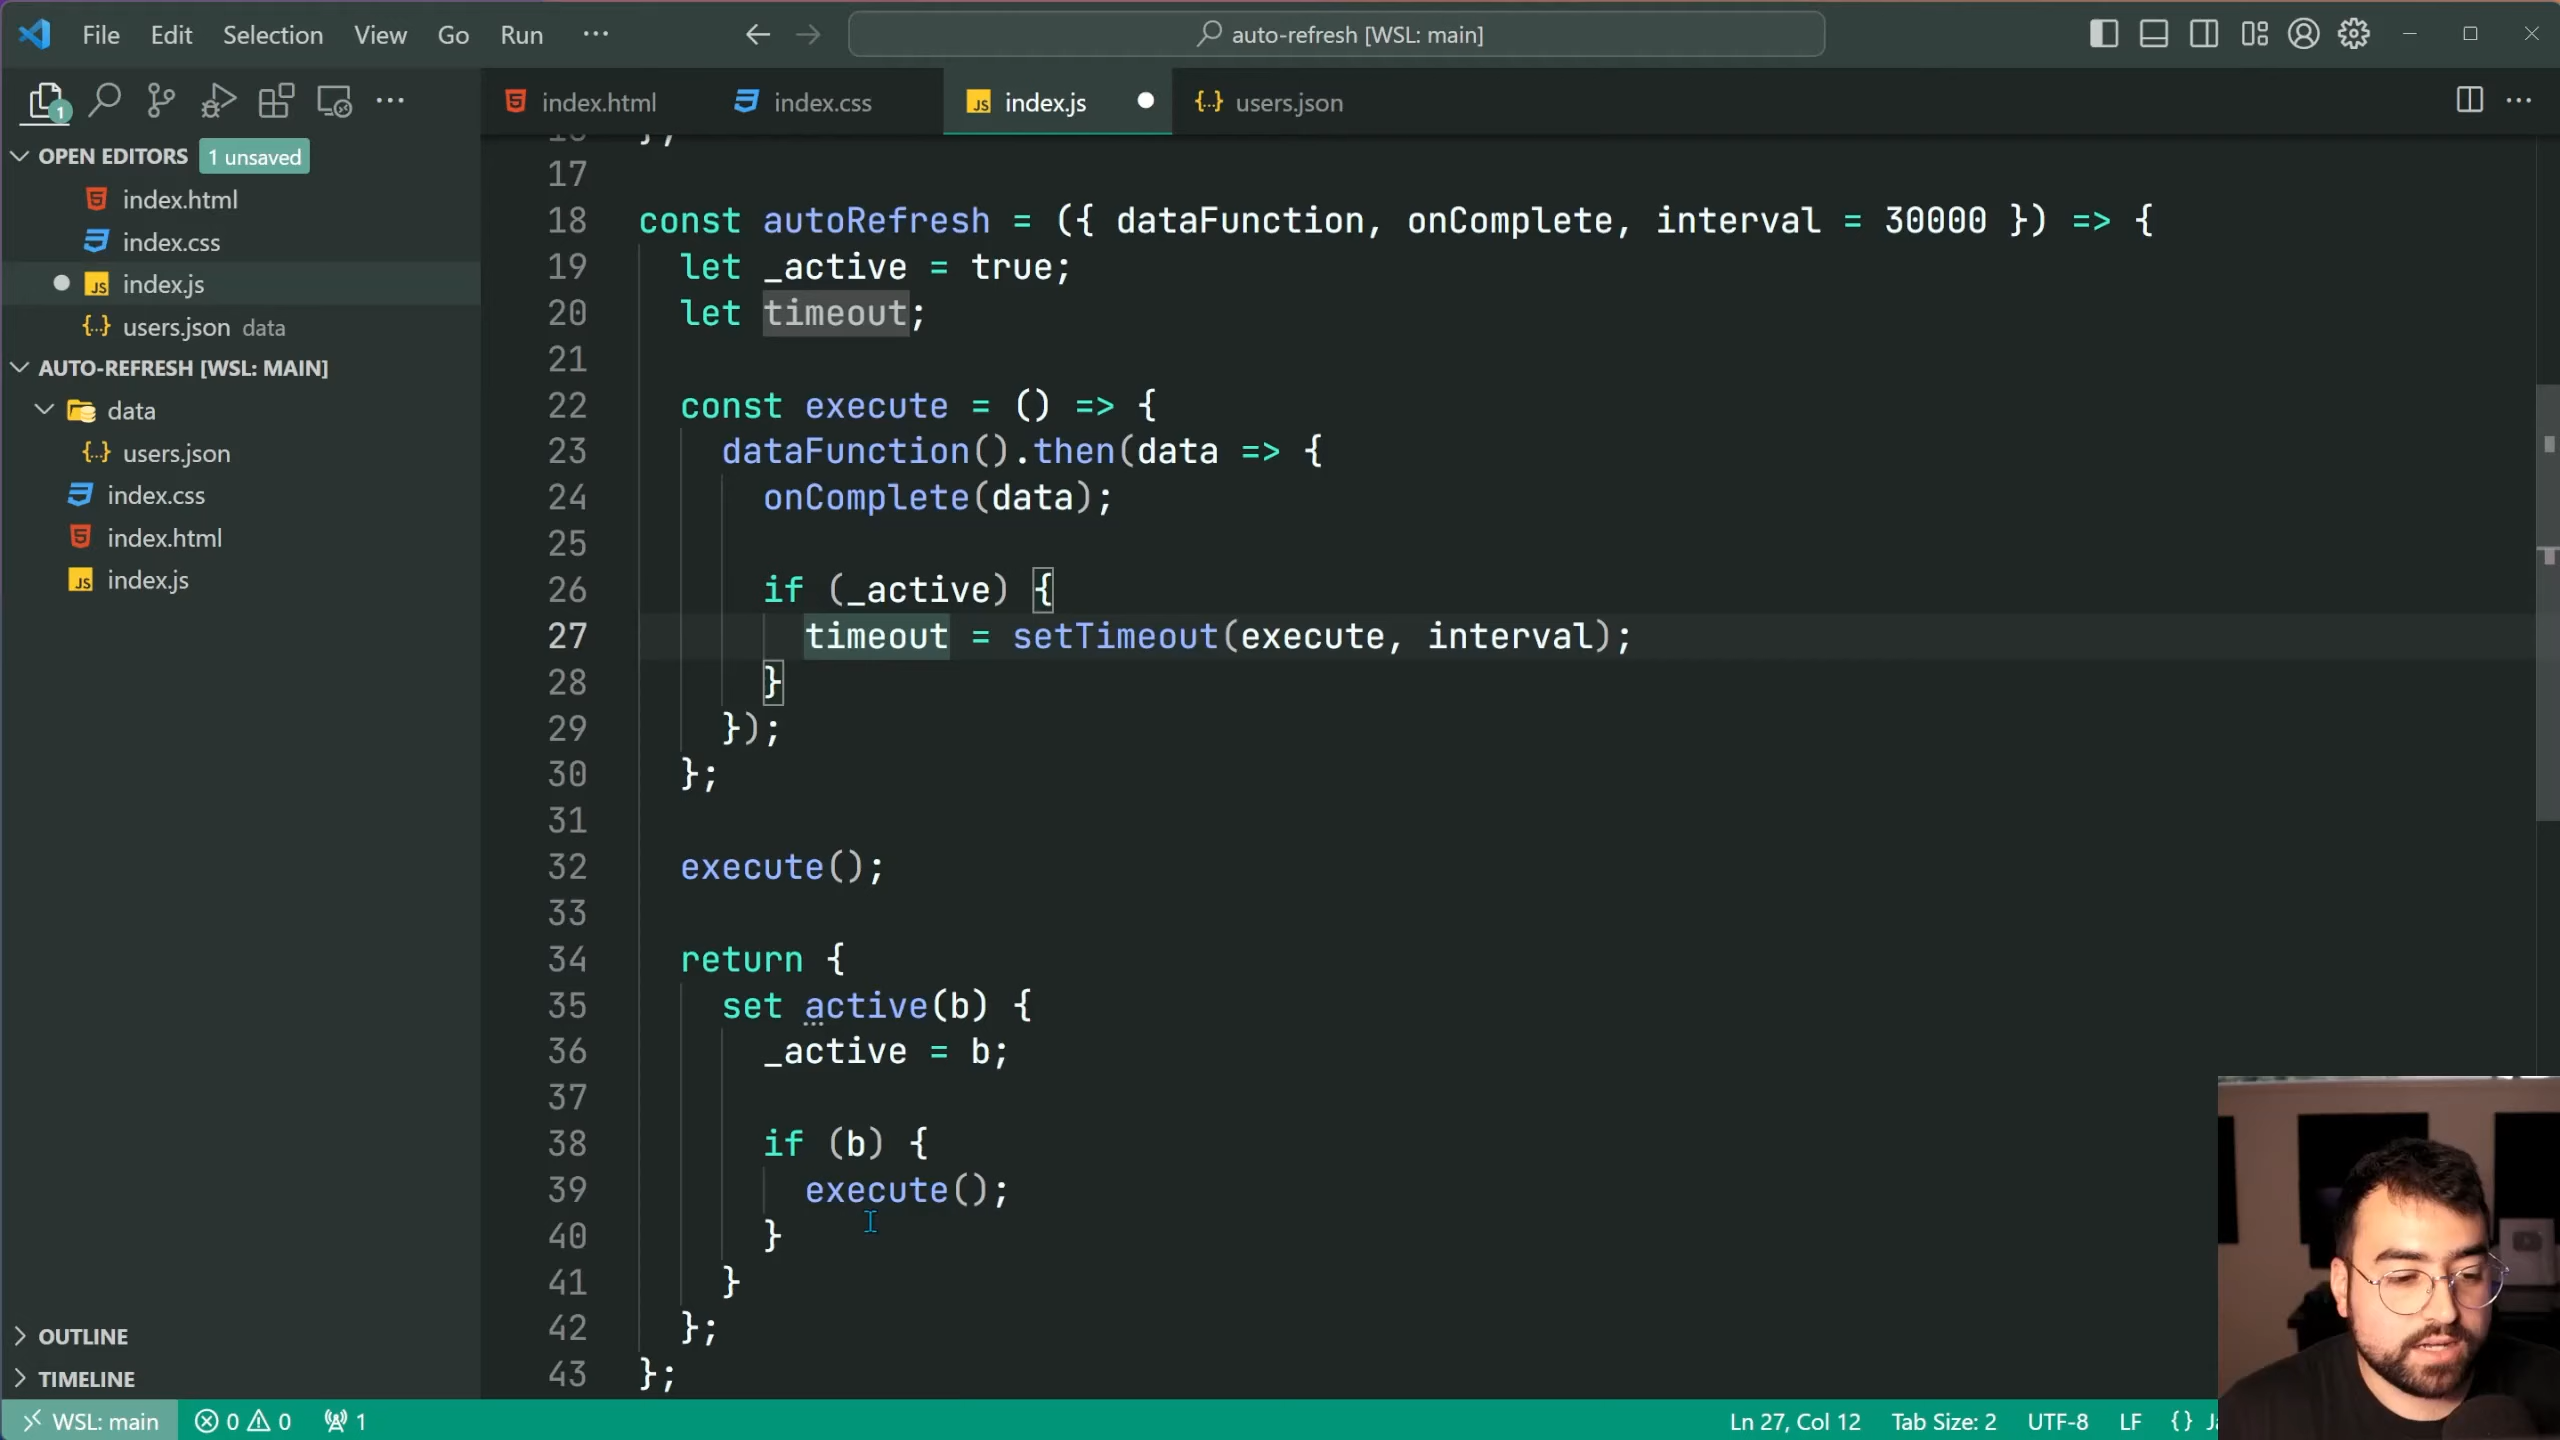 File Edit Selection View Go Run ··· auto-refresh [WSL: main]
1
index.html index.css JS index.js {..} users.json
OPEN EDITORS 1 unsaved
index.html
index.css
JS index.js
{..} users.json data
AUTO-REFRESH [WSL: MAIN]
data
{..} users.json
index.css
index.html
JS index.js
OUTLINE
TIMELINE
17
18 const autoRefresh = ({ dataFunction, onComplete, interval = 30000 }) => {
19 let _active = true;
20 let timeout;
21
22 const execute = () => {
23 dataFunction().then(data => {
24 onComplete(data);
25
26 if (_active) {
27 timeout = setTimeout(execute, interval);
28 }
29 });
30 };
31
32 execute();
33
34 return {
35 set active(b) {
36 _active = b;
37
38 if (b) {
39 execute();
40 }
41 }
42 };
43 };
WSL: main 0 0 1 Ln 27, Col 12 Tab Size: 2 UTF-8 LF {}